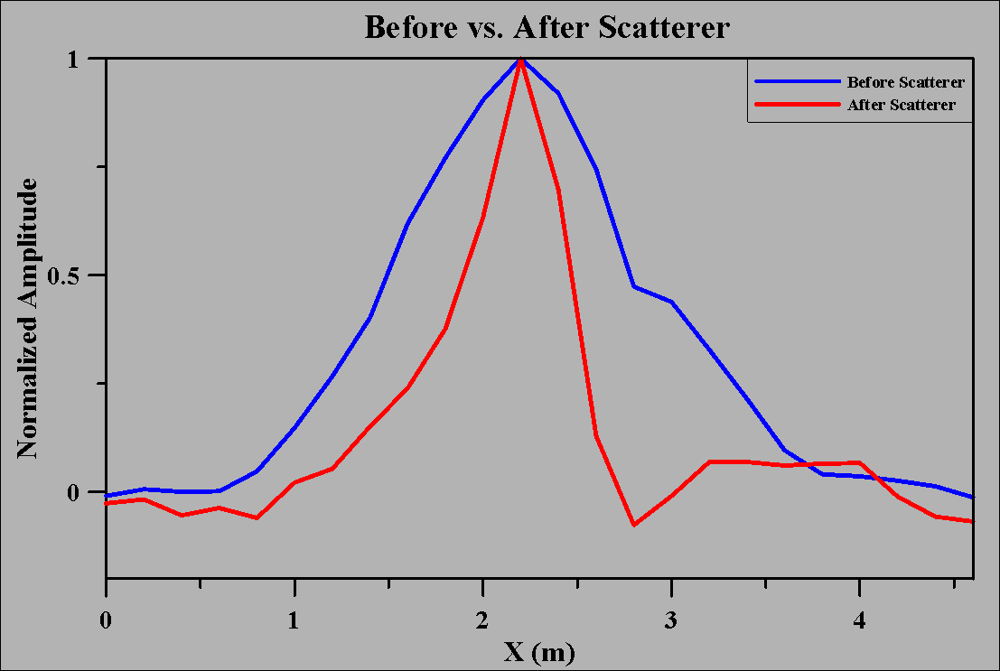 Before vs. After Scatterer
Before Scatterer
After Scatterer
1
0.5
0
Normalized Amplitude
0 1 2 3 4
X (m)